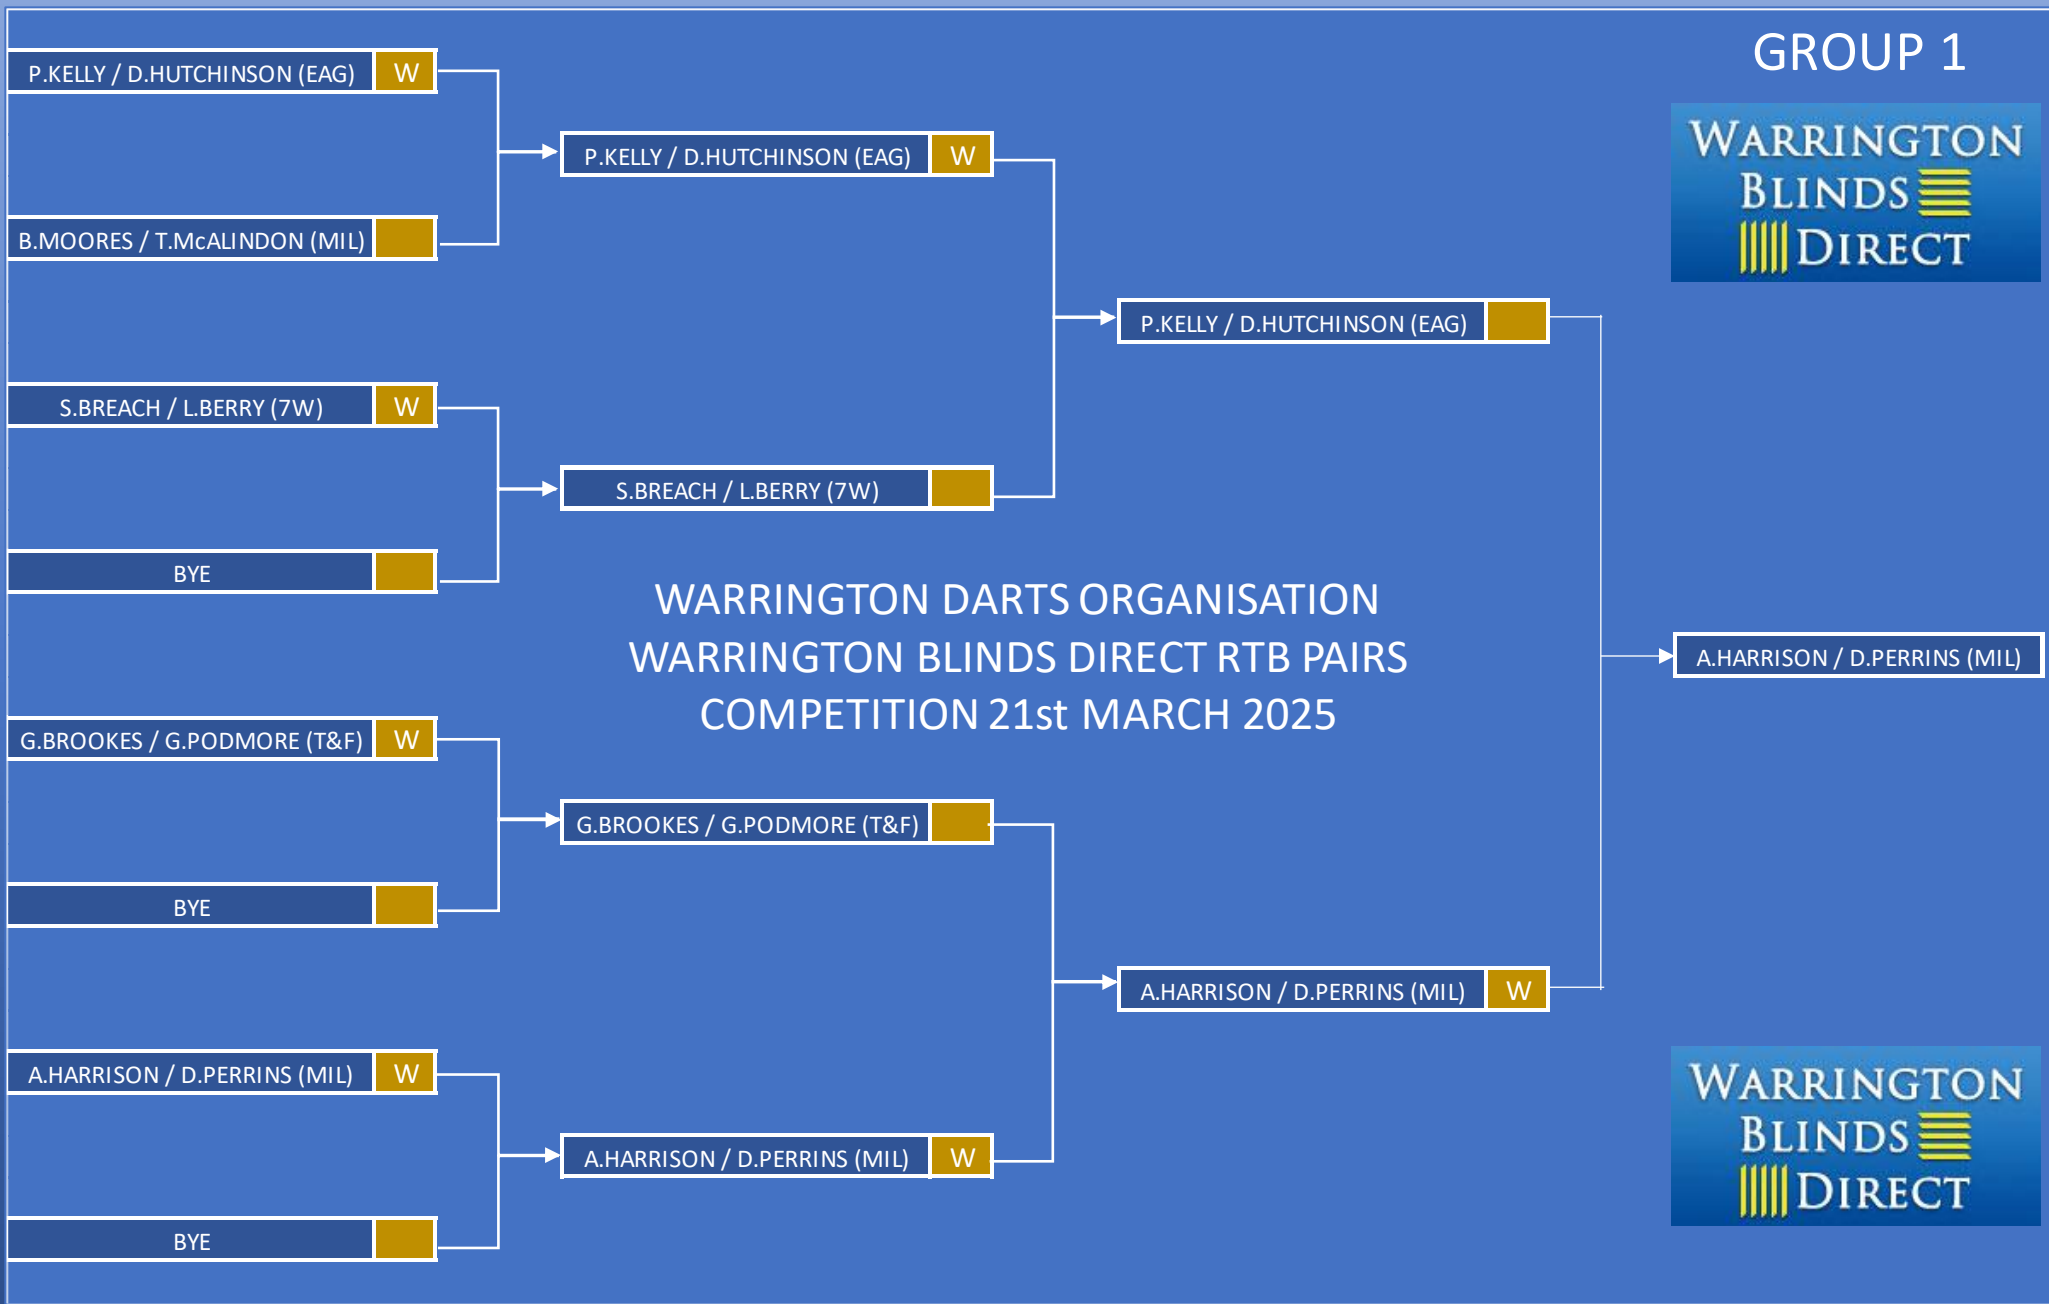 GROUP 1
P.KELLY / D.HUTCHINSON (EAG) W
B.MOORES / T.McALINDON (MIL)
S.BREACH / L.BERRY (7W) W
BYE
G.BROOKES / G.PODMORE (T&F) W
BYE
A.HARRISON / D.PERRINS (MIL) W
BYE
P.KELLY / D.HUTCHINSON (EAG) W
S.BREACH / L.BERRY (7W)
G.BROOKES / G.PODMORE (T&F)
A.HARRISON / D.PERRINS (MIL) W
WARRINGTON DARTS ORGANISATION
WARRINGTON BLINDS DIRECT RTB PAIRS
COMPETITION 21st MARCH 2025
P.KELLY / D.HUTCHINSON (EAG)
A.HARRISON / D.PERRINS (MIL) W
A.HARRISON / D.PERRINS (MIL)
WARRINGTON
BLINDS
DIRECT
WARRINGTON
BLINDS
DIRECT